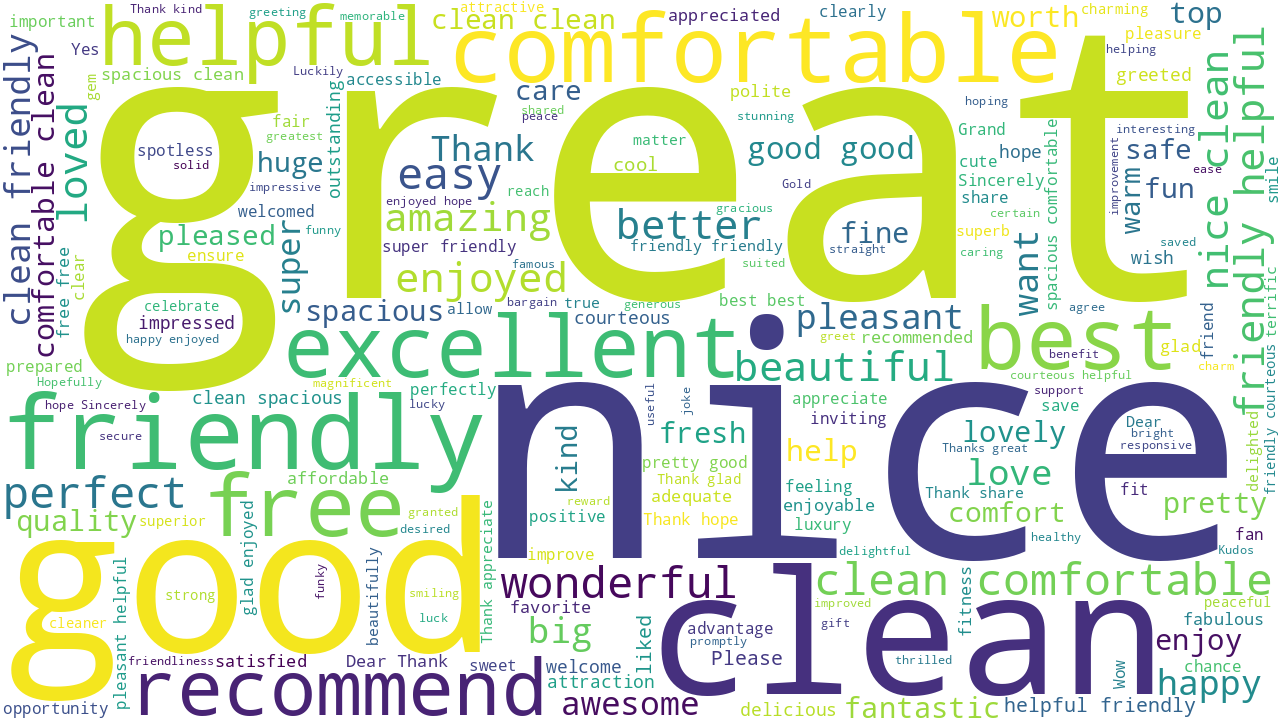 great
nice
good
clean
comfortable
helpful
excellent
friendly
best
free
recommend
wonderful
perfect
beautiful
clean comfortable
friendly helpful
nice clean
comfortable clean
clean friendly
loved
huge
super
spacious
pleased
amazing
enjoyed
easy
Thank
better
good good
fine
pleasant
want
warm
safe
fun
top
worth
care
clean clean
appreciated
clearly
attractive
charming
pleasure
helping
greeted
interesting
improvement
ease
smile
Thank kind
greeting
memorable
important
Yes
gem
spacious clean
Luckily
accessible
outstanding
fair
greatest
spotless
solid
impressive
welcomed
funny
ensure
clear
free free
celebrate
impressed
happy enjoyed
prepared
Hopefully
shared
peace
polite
stunning
matter
cool
reach
enjoyed hope
gracious
super friendly
friendly friendly
famous
suited
bargain
true
generous
allow
courteous
best best
Gold
straight
hoping
Grand
cute
hope
Sincerely
share
certain
superb
caring
spacious comfortable
wish
saved
agree
friend
glad
charm
terrific
greet
recommended
benefit
courteous helpful
support
save
magnificent
perfectly
lucky
clean spacious
hope Sincerely
secure
affordable
quality
superior
granted
desired
kind
useful
joke
fresh
appreciate
inviting
help
lovely
love
Dear
bright
responsive
Thanks great
delighted
friendly courteous
pretty good
Thank glad
adequate
Thank hope
feeling
enjoyable
luxury
positive
reward
improve
Thank share
comfort
fit
pretty
fan
Kudos
healthy
delightful
glad enjoyed
beautifully
funky
strong
smiling
luck
Thank appreciate
cleaner
pleasant helpful
favorite
big
liked
advantage
promptly
Please
improved
gift
thrilled
fitness
peaceful
fabulous
enjoy
chance
happy
Wow
friendliness
satisfied
Dear Thank
sweet
welcome
attraction
awesome
delicious
fantastic
helpful friendly
opportunity